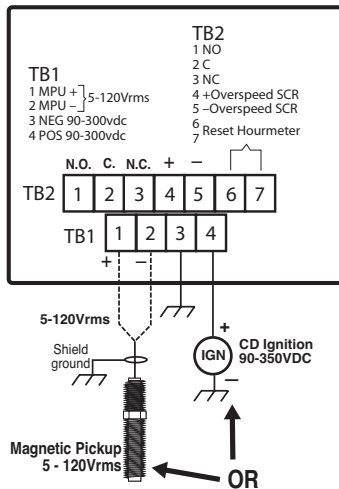 TB2
1 NO
2 C
3 NC
4 +Overspeed SCR
5 –Overspeed SCR
6
7
Reset Hourmeter
TB1
1 MPU +
2 MPU –
5-120Vrms
3 NEG 90-300vdc
4 POS 90-300vdc
N.O. C. N.C. + –
TB2 1 2 3 4 5 6 7
TB1 1 2 3 4
+ –
5-120Vrms
Shield
ground
+
IGN
–
CD Ignition
90-350VDC
Magnetic Pickup
5 - 120Vrms
OR